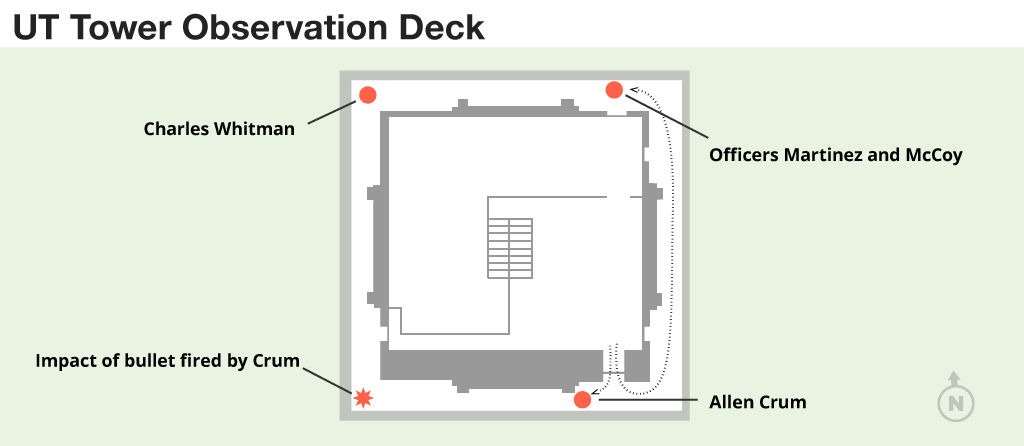 UT Tower Observation Deck
Charles Whitman
Officers Martinez and McCoy
Impact of bullet fired by Crum
Allen Crum
N